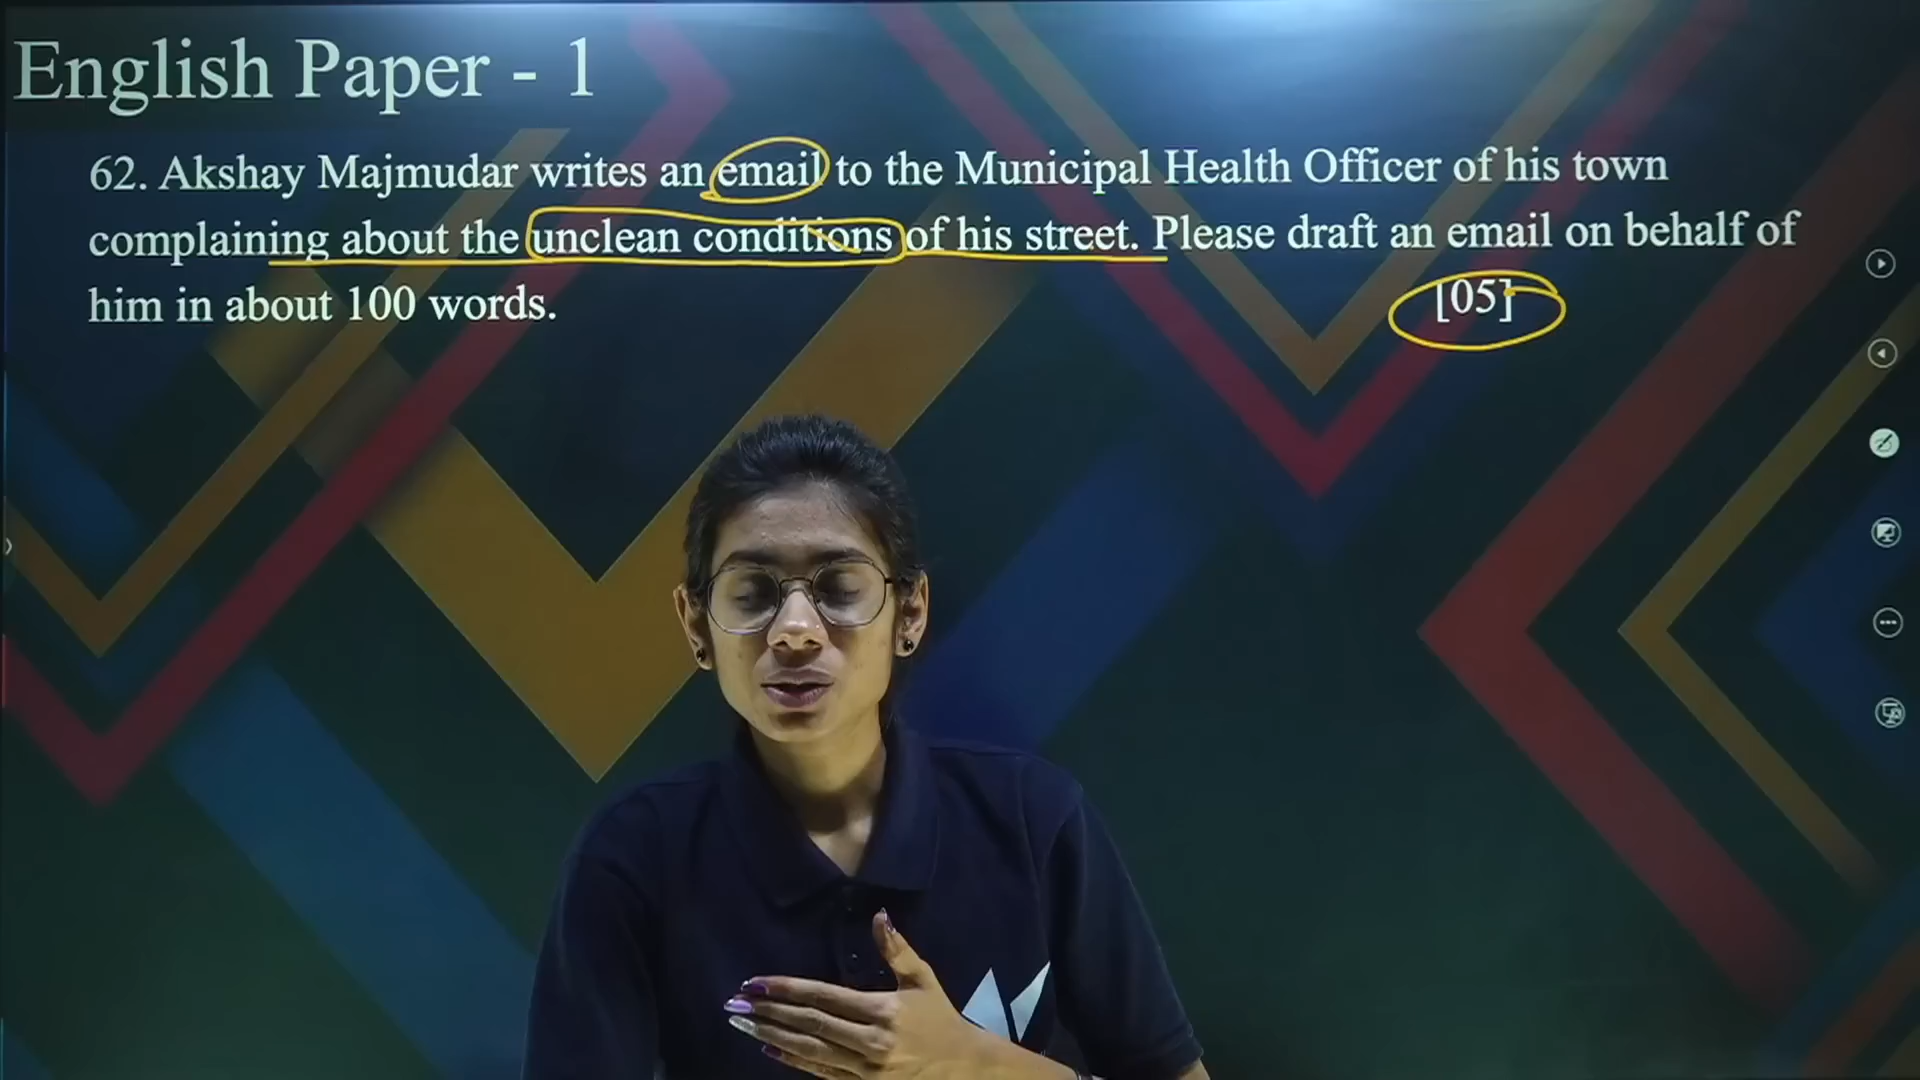 English Paper - 1
62. Akshay Majmudar writes an email to the Municipal Health Officer of his town
complaining about the unclean conditions of his street. Please draft an email on behalf of
him in about 100 words.
[05]